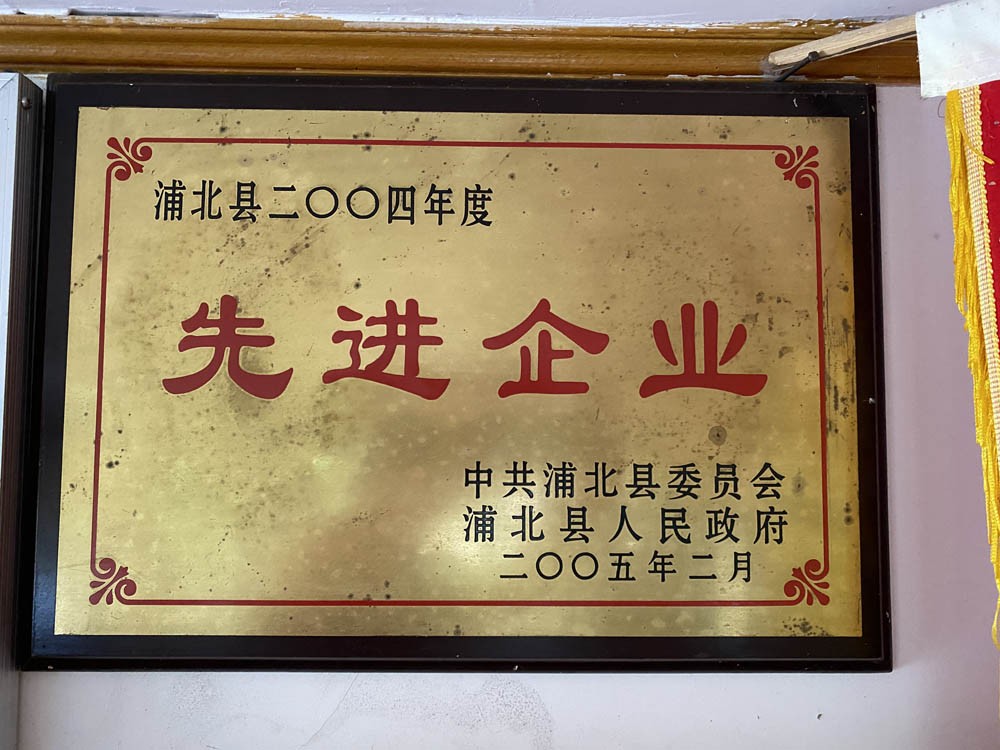 浦北县二〇〇四年度
先进企业
中共浦北县委员会
浦北县人民政府
二〇〇五年二月